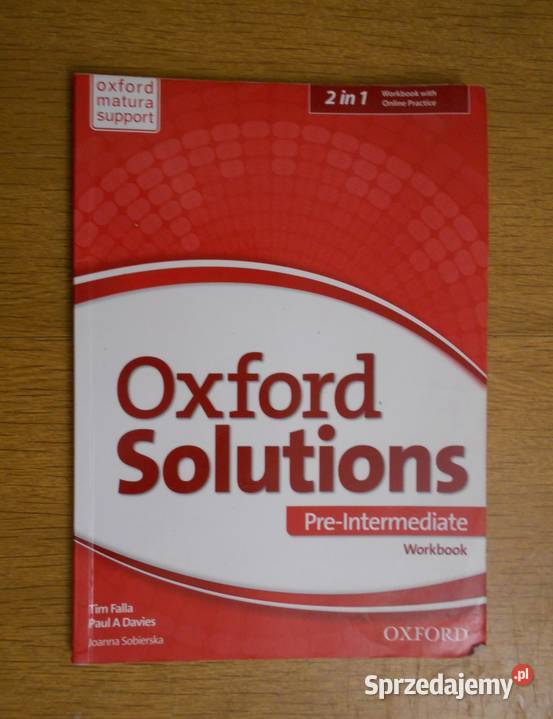 oxford
matura
support
2 in 1
Workbook with
Online Practice
Oxford
Solutions
Pre-Intermediate
Workbook
Tim Falla
Paul A Davies
Joanna Sobierska
OXFORD
Sprzedajemy.pl